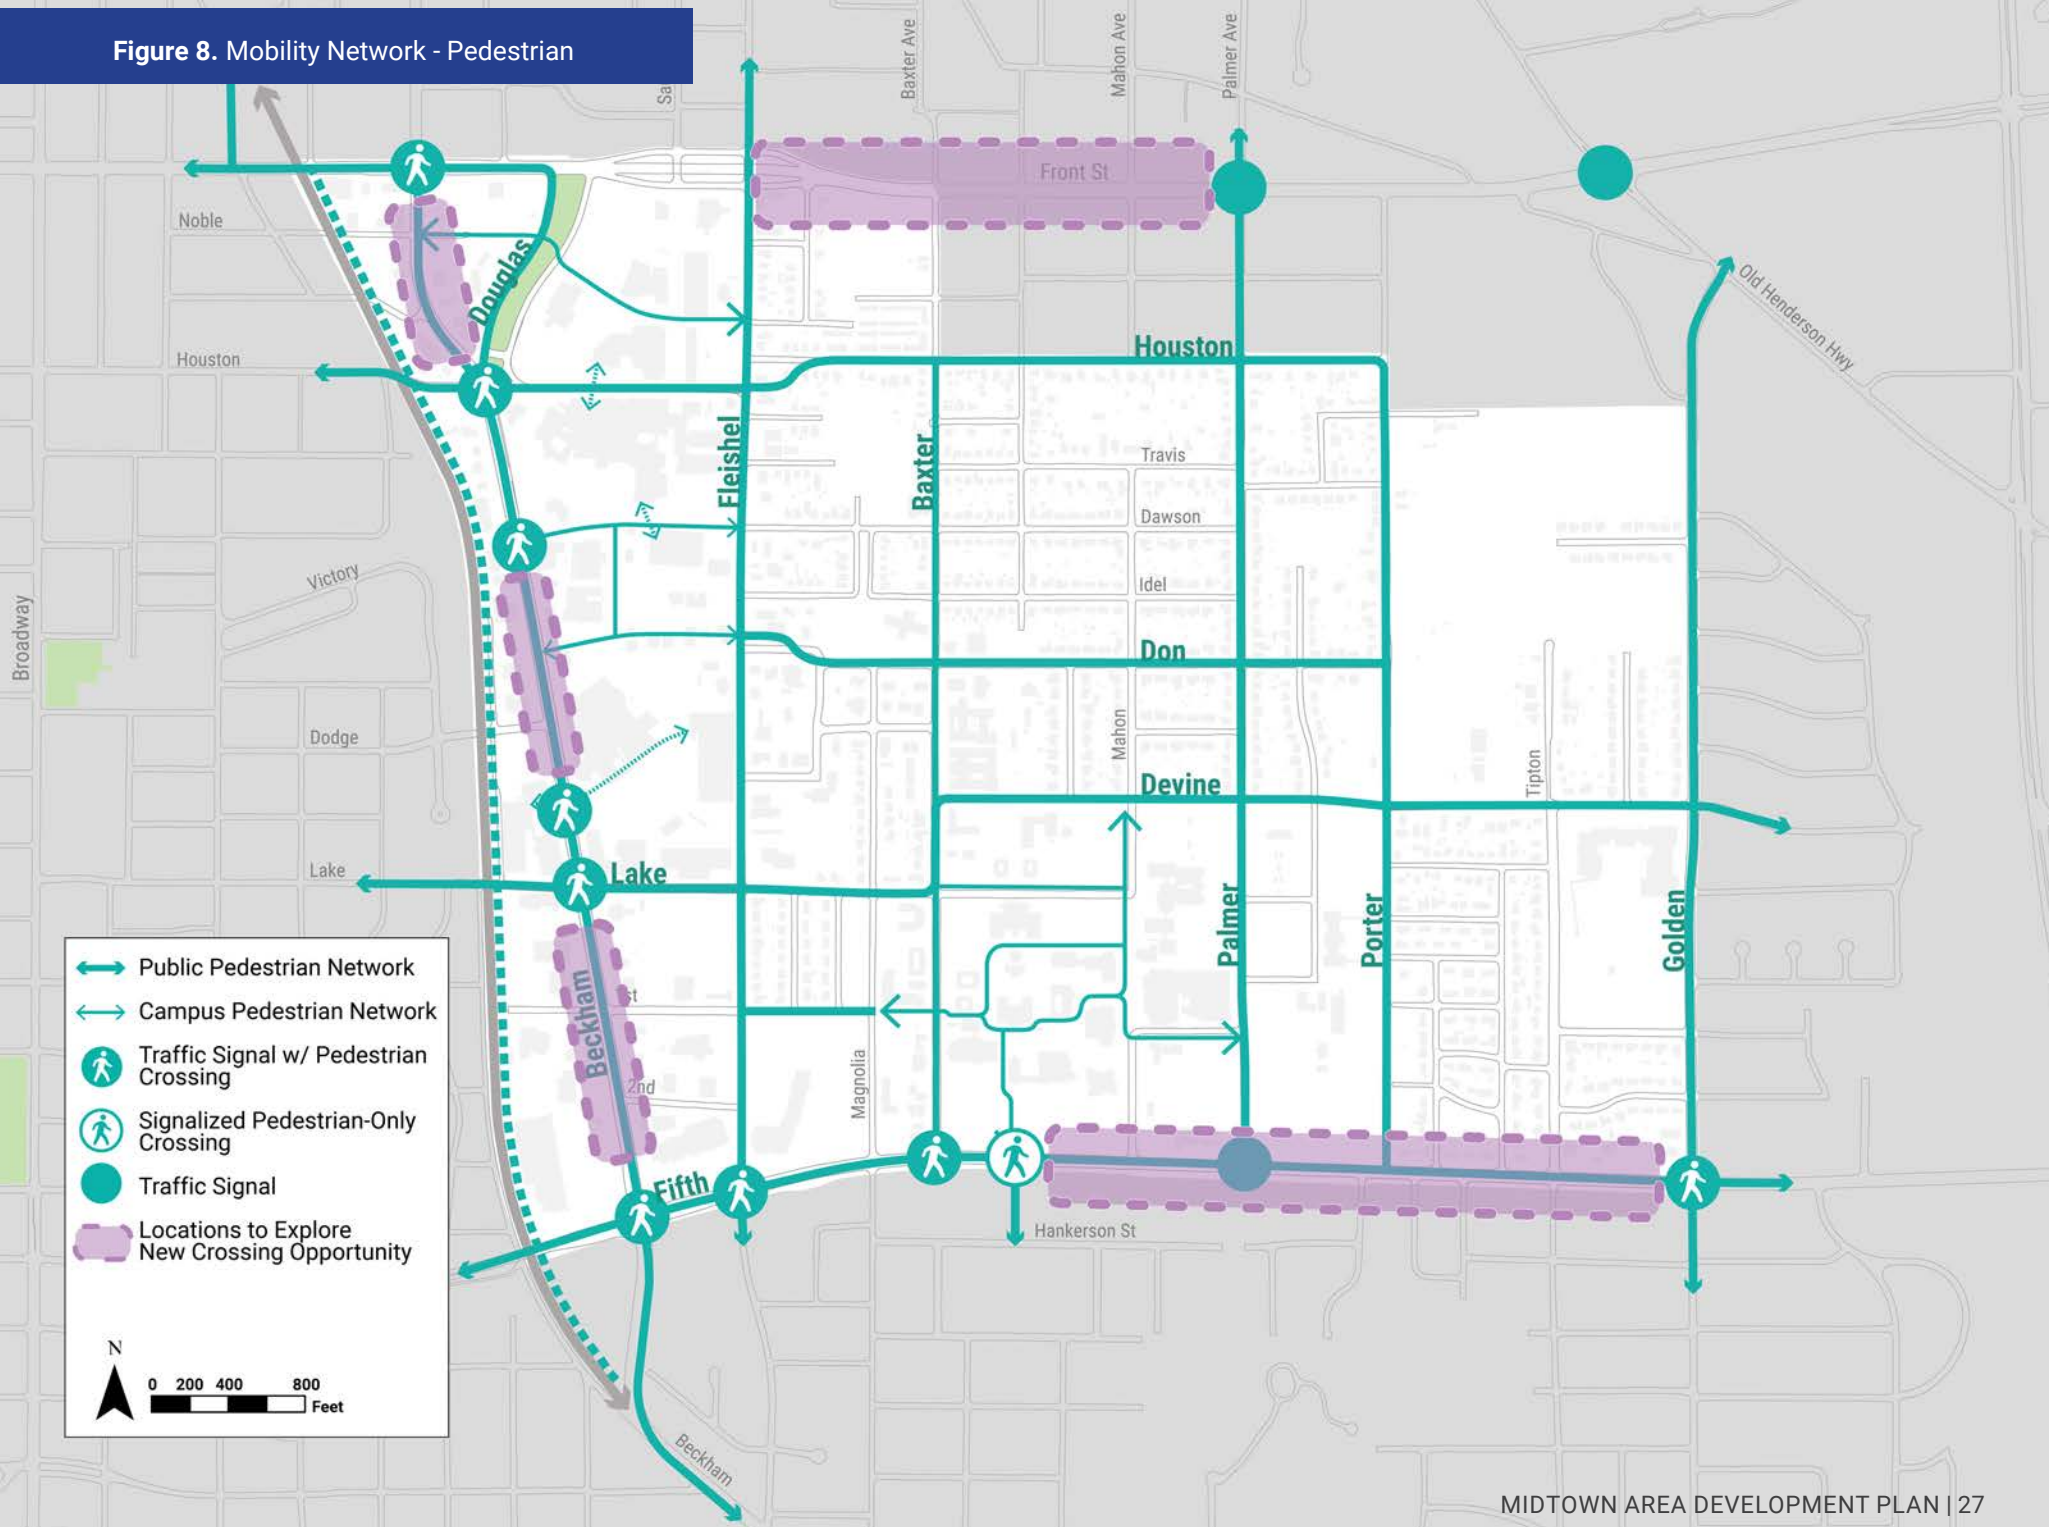 Figure 8. Mobility Network - Pedestrian
Baxter Ave
Mahon Ave
Palmer Ave
Sa
Front St
Noble
Douglas
Old Henderson Hwy
Houston
Houston
Fleishel
Baxter
Travis
Dawson
Idel
Victory
Broadway
Don
Mahon
Dodge
Tipton
Devine
Lake
Lake
Palmer
Porter
Golden
Beckham
st
2nd
Magnolia
Fifth
Hankerson St
Beckham
Public Pedestrian Network
Campus Pedestrian Network
Traffic Signal w/ Pedestrian
Crossing
Signalized Pedestrian-Only
Crossing
Traffic Signal
Locations to Explore
New Crossing Opportunity
N
0 200 400 800
Feet
MIDTOWN AREA DEVELOPMENT PLAN | 27